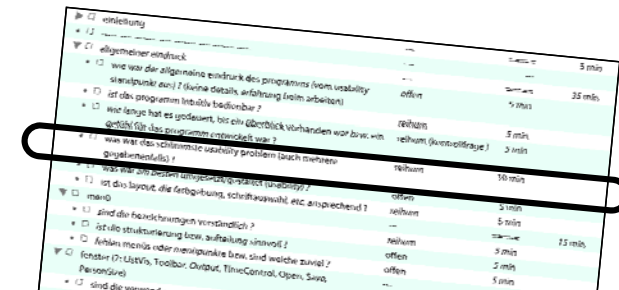 einleitung
5 min
allgemeiner eindruck
35 min
wie war der allgemeine eindruck des programms (vom usability
offen
5 min
standpunkt aus) ? (keine details, erfahrung beim arbeiten)
ist das programm intuitiv bedienbar ?
reihum
5 min
wie lange hat es gedauert, bis ein überblick vorhanden war bzw. ein
reihum (kontrollfrage)
5 min
gefühl für das programm entwickelt war ?
was war das schlimmste usability problem (auch mehrere
reihum
10 min
gegebenenfalls) ?
was war am besten umgesetzt/gestaltet (usability) ?
offen
5 min
ist das layout, die farbgebung, schriftauswahl, etc. ansprechend ?
reihum
5 min
menü
15 min
sind die bezeichnungen verständlich ?
reihum
5 min
ist die strukturierung bzw. aufteilung sinnvoll ?
offen
5 min
fehlen menüs oder menüpunkte bzw. sind welche zuviel ?
offen
5 min
fenster (?: ListVis, Toolbar, Output, TimeControl, Open, Save,
PersonSize)
sind die